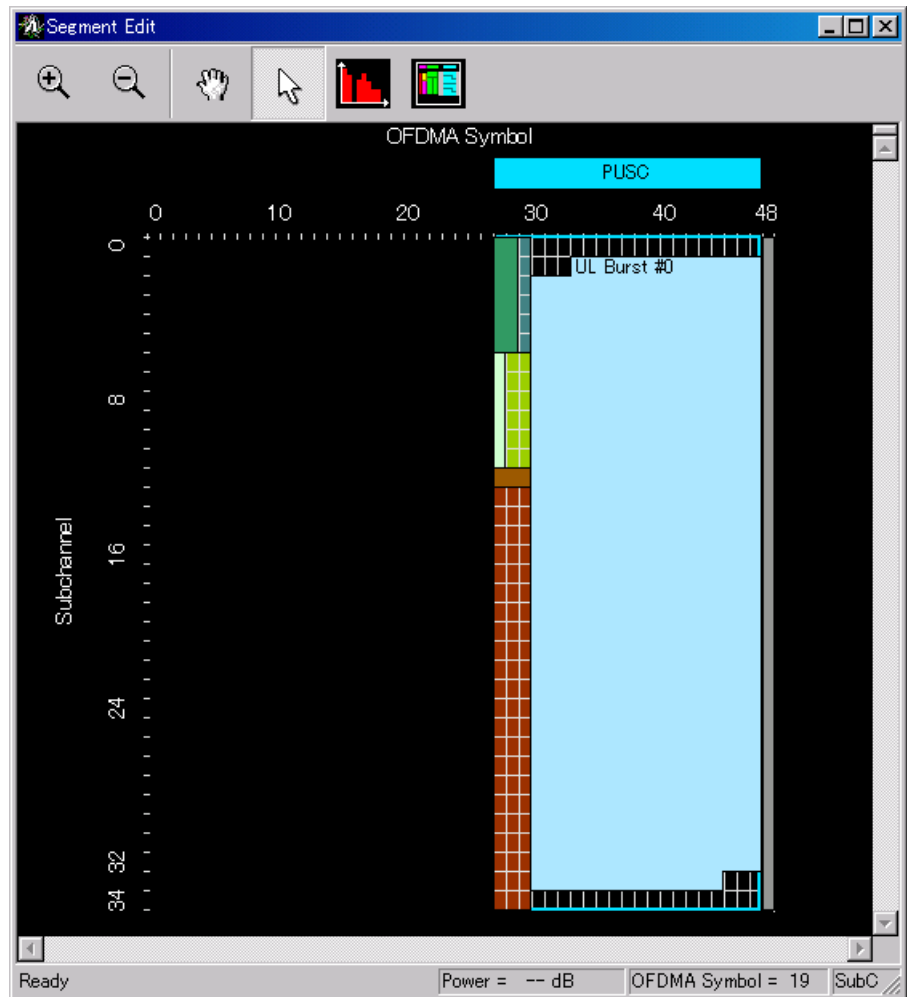 Segment Edit
OFDMA Symbol
PUSC
0 10 20 30 40 48
0
UL Burst #0
8
16
Subchannel
24
32
34
Ready
Power = -- dB
OFDMA Symbol = 19
SubC